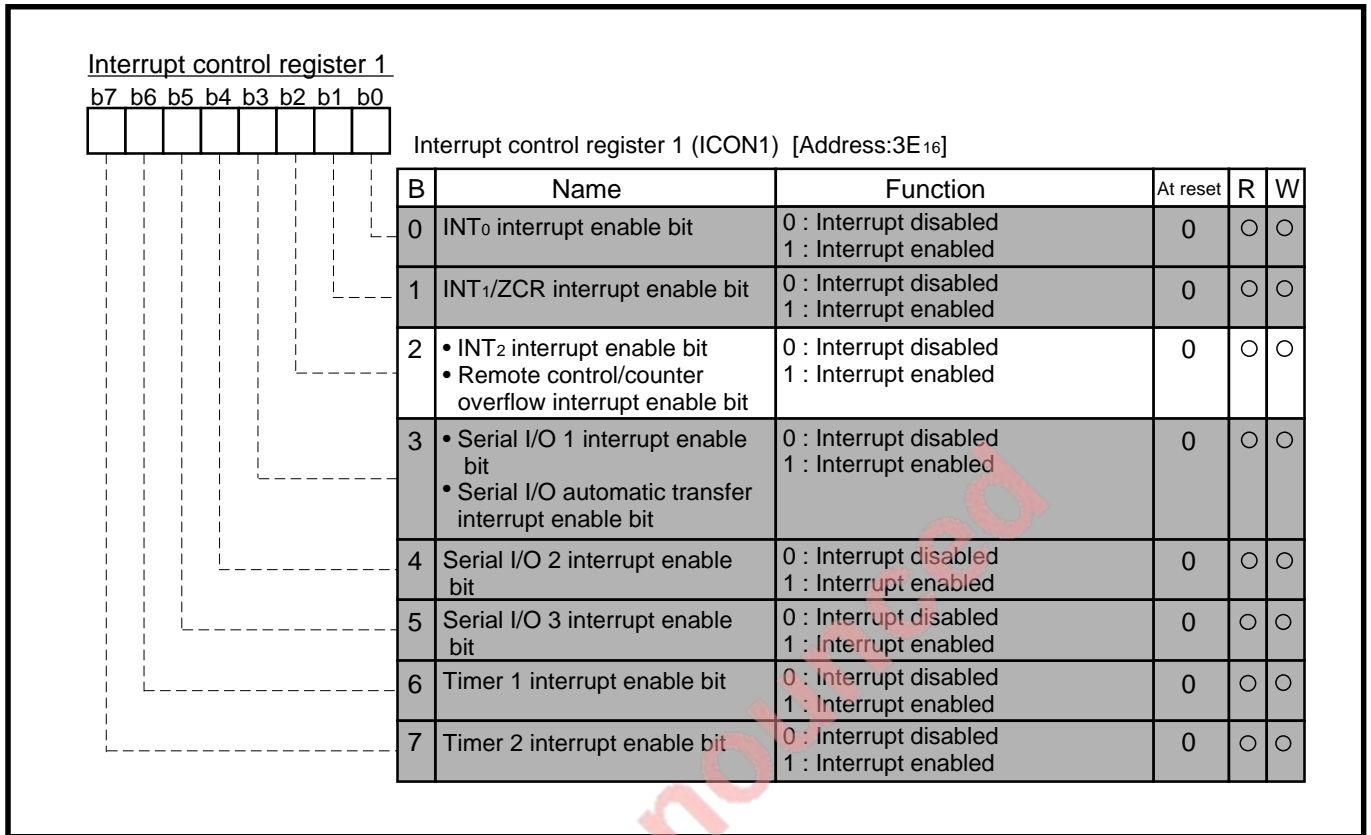 Interrupt control register 1
b7 b6 b5 b4 b3 b2 b1 b0
Interrupt control register 1 (ICON1) [Address:3E16]
B Name Function At reset R W
0 INT0 interrupt enable bit 0 : Interrupt disabled 0 ○ ○
1 : Interrupt enabled
1 INT1/ZCR interrupt enable bit 0 : Interrupt disabled 0 ○ ○
1 : Interrupt enabled
2 • INT2 interrupt enable bit 0 : Interrupt disabled 0 ○ ○
• Remote control/counter 1 : Interrupt enabled
overflow interrupt enable bit
3 • Serial I/O 1 interrupt enable 0 : Interrupt disabled 0 ○ ○
bit 1 : Interrupt enabled
• Serial I/O automatic transfer
interrupt enable bit
4 Serial I/O 2 interrupt enable 0 : Interrupt disabled 0 ○ ○
bit 1 : Interrupt enabled
5 Serial I/O 3 interrupt enable 0 : Interrupt disabled 0 ○ ○
bit 1 : Interrupt enabled
6 Timer 1 interrupt enable bit 0 : Interrupt disabled 0 ○ ○
1 : Interrupt enabled
7 Timer 2 interrupt enable bit 0 : Interrupt disabled 0 ○ ○
1 : Interrupt enabled
nounced